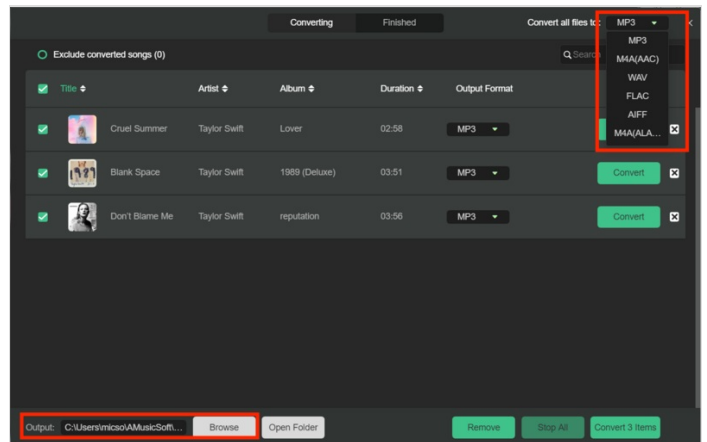 Converting Finished Convert all files to: MP3
MP3
Exclude converted songs (0) Search
M4A(AAC)
WAV
Title Artist Album Duration Output Format
FLAC
AIFF
Cruel Summer Taylor Swift Lover 02:58 MP3
M4A(ALA...
Blank Space Taylor Swift 1989 (Deluxe) 03:51 MP3 Convert
1989
Don't Blame Me Taylor Swift reputation 03:56 MP3 Convert
Output: C:\Users\micso\AMusicSoft\... Browse Open Folder Remove Stop All Convert 3 Items